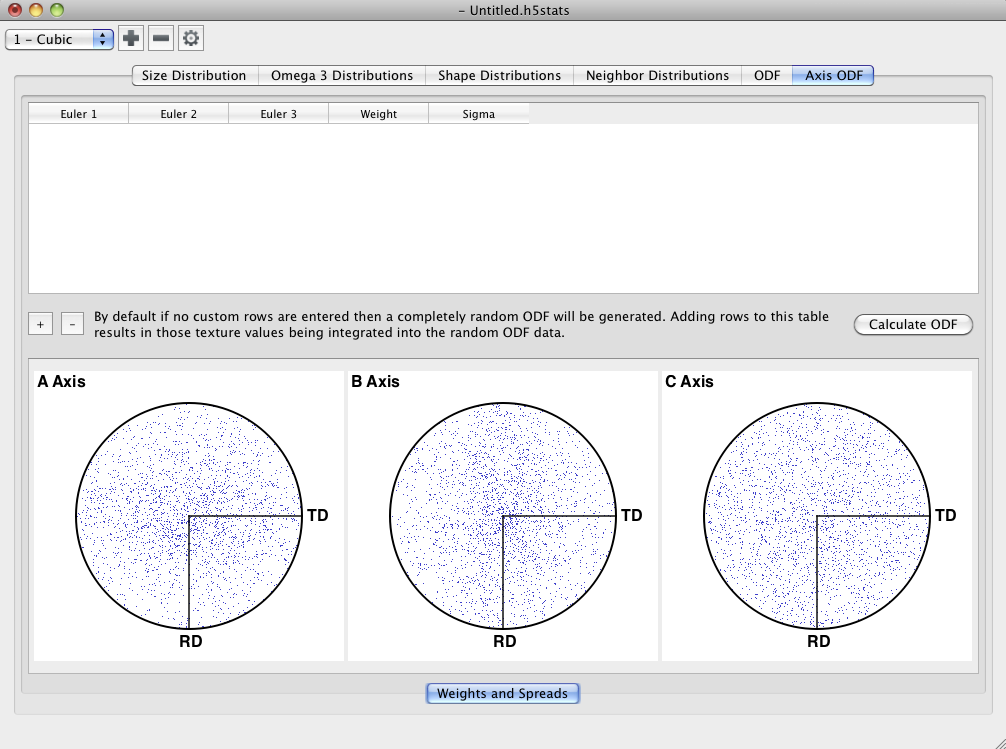 – Untitled.h5stats
1 – Cubic
Size Distribution Omega 3 Distributions Shape Distributions Neighbor Distributions ODF Axis ODF
Euler 1 Euler 2 Euler 3 Weight Sigma
+ - By default if no custom rows are entered then a completely random ODF will be generated. Adding rows to this table
results in those texture values being integrated into the random ODF data.
Calculate ODF
A Axis B Axis C Axis
TD TD TD
RD RD RD
Weights and Spreads